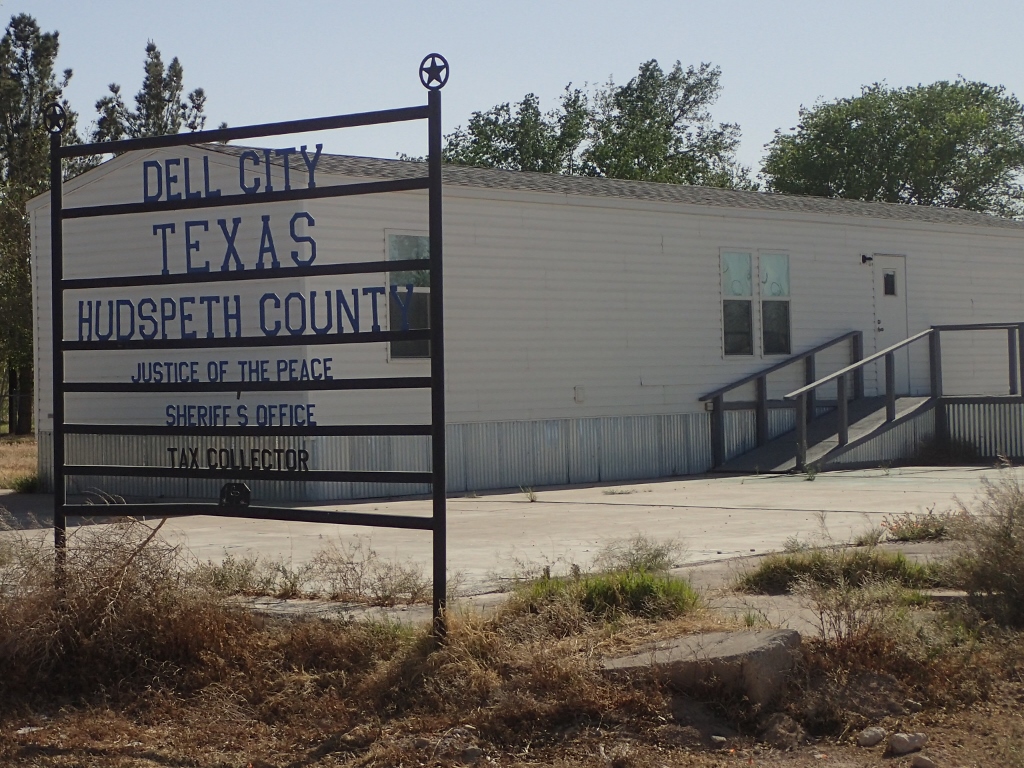 DELL CITY
TEXAS
HUDSPETH COUNTY
JUSTICE OF THE PEACE
SHERIFF'S OFFICE
TAX COLLECTOR